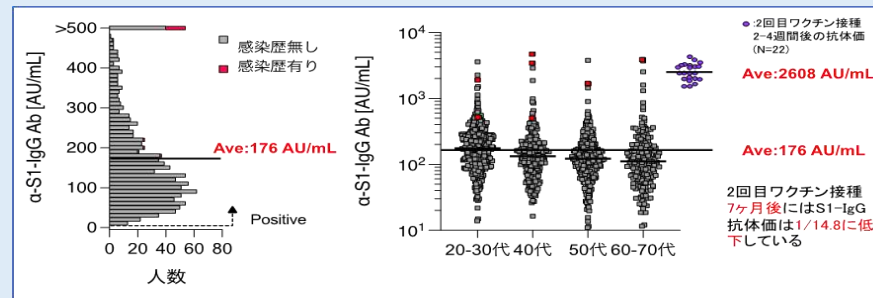 >500
400
300
200
100
0
α-S1-IgG Ab [AU/mL]
感染歴無し
感染歴有り
Ave:176 AU/mL
Positive
0 20 40 60 80
人数
10⁴
10³
10²
10¹
α-S1-IgG Ab [AU/mL]
20-30代 40代 50代 60-70代
:2回目ワクチン接種
2-4週間後の抗体価
(N=22)
Ave:2608 AU/mL
Ave:176 AU/mL
2回目ワクチン接種
7ヶ月後にはS1-IgG
抗体価は1/14.8に低
下している